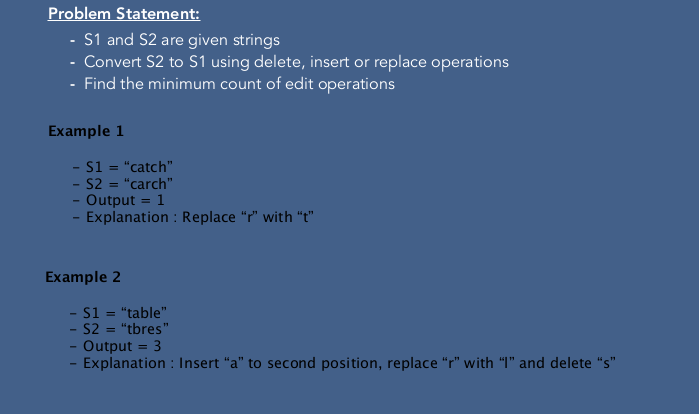 Problem Statement:
- S1 and S2 are given strings
- Convert S2 to S1 using delete, insert or replace operations
- Find the minimum count of edit operations
Example 1
- S1 = “catch”
- S2 = “carch”
- Output = 1
- Explanation : Replace “r” with “t”
Example 2
- S1 = “table”
- S2 = “tbres”
- Output = 3
- Explanation : Insert “a” to second position, replace “r” with “l” and delete “s”